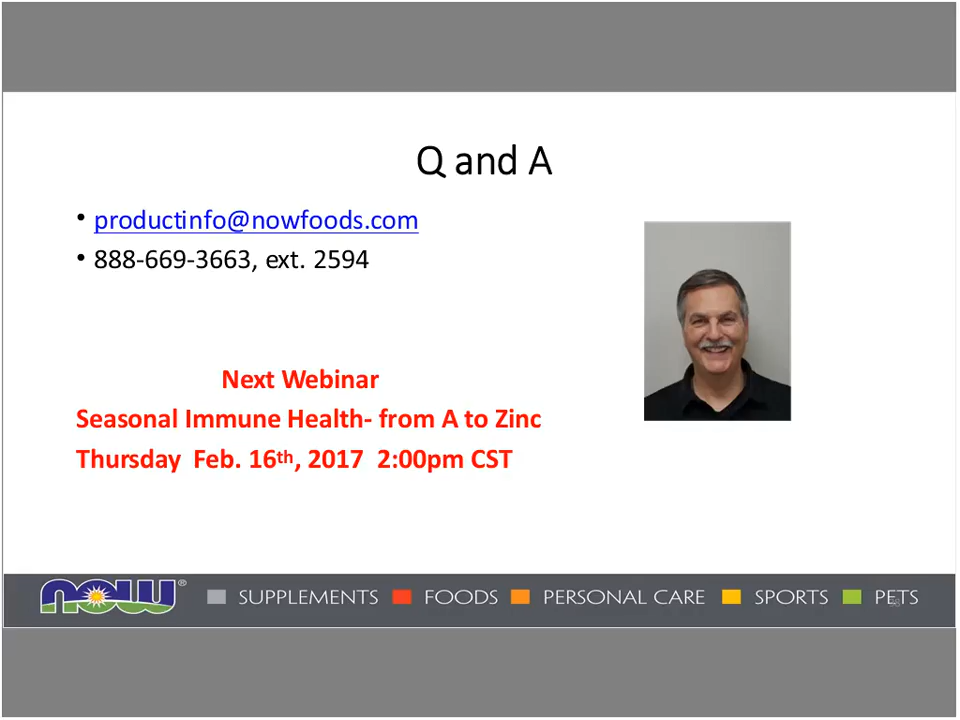 Q and A
• productinfo@nowfoods.com
• 888-669-3663, ext. 2594
Next Webinar
Seasonal Immune Health- from A to Zinc
Thursday  Feb. 16th, 2017  2:00pm CST
now® SUPPLEMENTS FOODS PERSONAL CARE SPORTS PETS